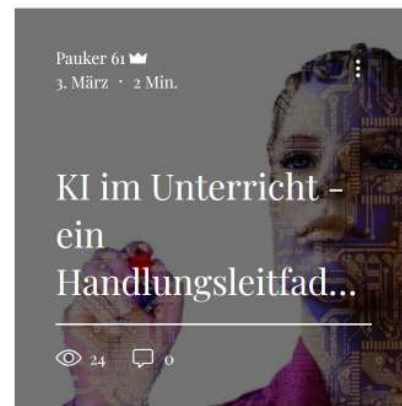 Pauker 61
3. März · 2 Min.
KI im Unterricht -
ein
Handlungsleitfad...
24 0